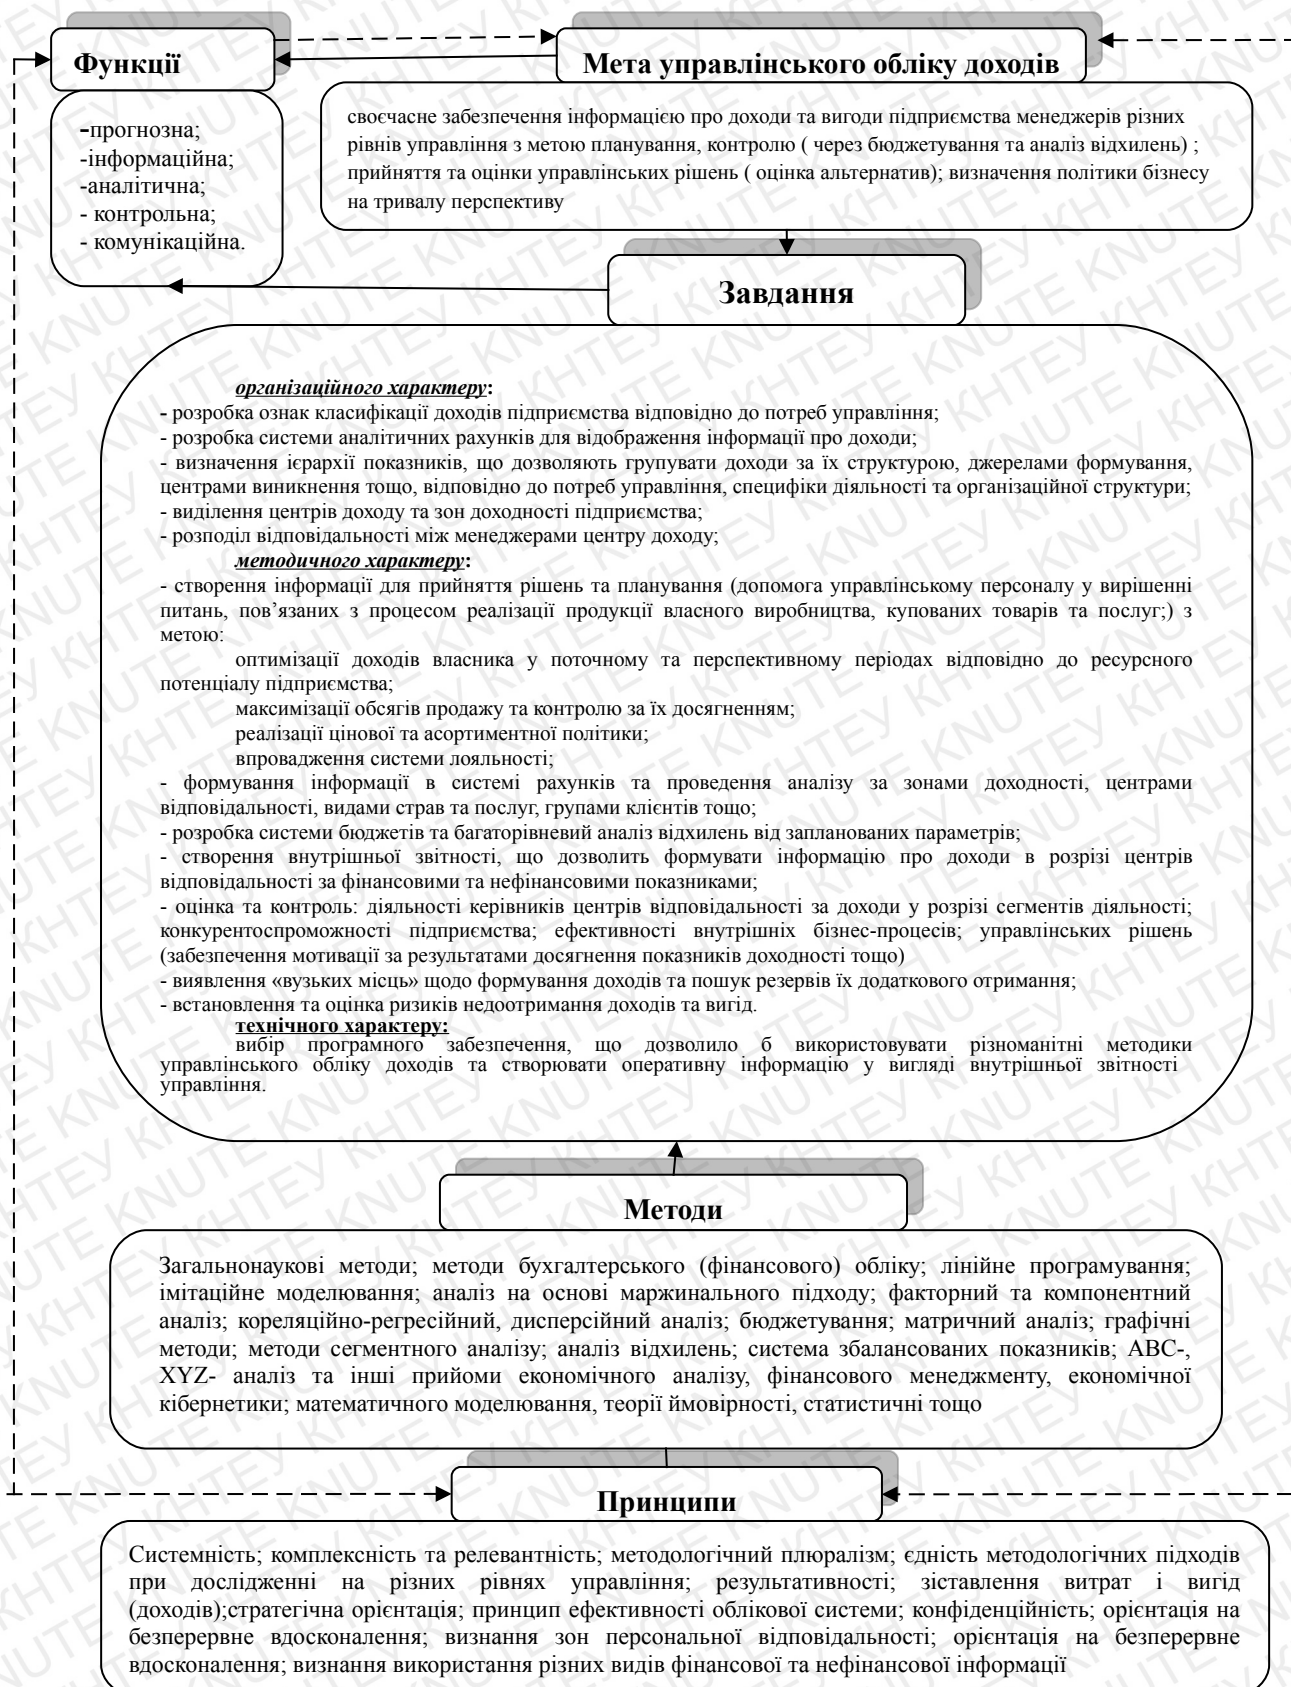 Функції
Мета управлінського обліку доходів
-прогнозна;
-інформаційна;
-аналітична;
- контрольна;
- комунікаційна.
своєчасне забезпечення інформацією про доходи та вигоди підприємства менеджерів різних
рівнів управління з метою планування, контролю ( через бюджетування та аналіз відхилень) ;
прийняття та оцінки управлінських рішень ( оцінка альтернатив); визначення політики бізнесу
на тривалу перспективу
Завдання
організаційного характеру:
- розробка ознак класифікації доходів підприємства відповідно до потреб управління;
- розробка системи аналітичних рахунків для відображення інформації про доходи;
- визначення ієрархії показників, що дозволяють групувати доходи за їх структурою, джерелами формування,
центрами виникнення тощо, відповідно до потреб управління, специфіки діяльності та організаційної структури;
- виділення центрів доходу та зон доходності підприємства;
- розподіл відповідальності між менеджерами центру доходу;
методичного характеру:
- створення інформації для прийняття рішень та планування (допомога управлінському персоналу у вирішенні
питань, пов’язаних з процесом реалізації продукції власного виробництва, купованих товарів та послуг;) з
метою:
оптимізації доходів власника у поточному та перспективному періодах відповідно до ресурсного
потенціалу підприємства;
максимізації обсягів продажу та контролю за їх досягненням;
реалізації цінової та асортиментної політики;
впровадження системи лояльності;
- формування інформації в системі рахунків та проведення аналізу за зонами доходності, центрами
відповідальності, видами страв та послуг, групами клієнтів тощо;
- розробка системи бюджетів та багаторівневий аналіз відхилень від запланованих параметрів;
- створення внутрішньої звітності, що дозволить формувати інформацію про доходи в розрізі центрів
відповідальності за фінансовими та нефінансовими показниками;
- оцінка та контроль: діяльності керівників центрів відповідальності за доходи у розрізі сегментів діяльності;
конкурентоспроможності підприємства; ефективності внутрішніх бізнес-процесів; управлінських рішень
(забезпечення мотивації за результатами досягнення показників доходності тощо)
- виявлення «вузьких місць» щодо формування доходів та пошук резервів їх додаткового отримання;
- встановлення та оцінка ризиків недоотримання доходів та вигід.
технічного характеру:
вибір програмного забезпечення, що дозволило б використовувати різноманітні методики
управлінського обліку доходів та створювати оперативну інформацію у вигляді внутрішньої звітності
управління.
Методи
Загальнонаукові методи; методи бухгалтерського (фінансового) обліку; лінійне програмування;
імітаційне моделювання; аналіз на основі маржинального підходу; факторний та компонентний
аналіз; кореляційно-регресійний, дисперсійний аналіз; бюджетування; матричний аналіз; графічні
методи; методи сегментного аналізу; аналіз відхилень; система збалансованих показників; АВС-,
XYZ- аналіз та інші прийоми економічного аналізу, фінансового менеджменту, економічної
кібернетики; математичного моделювання, теорії ймовірності, статистичні тощо
Принципи
Системність; комплексність та релевантність; методологічний плюралізм; єдність методологічних підходів
при дослідженні на різних рівнях управління; результативності; зіставлення витрат і вигід
(доходів);стратегічна орієнтація; принцип ефективності облікової системи; конфіденційність; орієнтація на
безперервне вдосконалення; визнання зон персональної відповідальності; орієнтація на безперервне
вдосконалення; визнання використання різних видів фінансової та нефінансової інформації